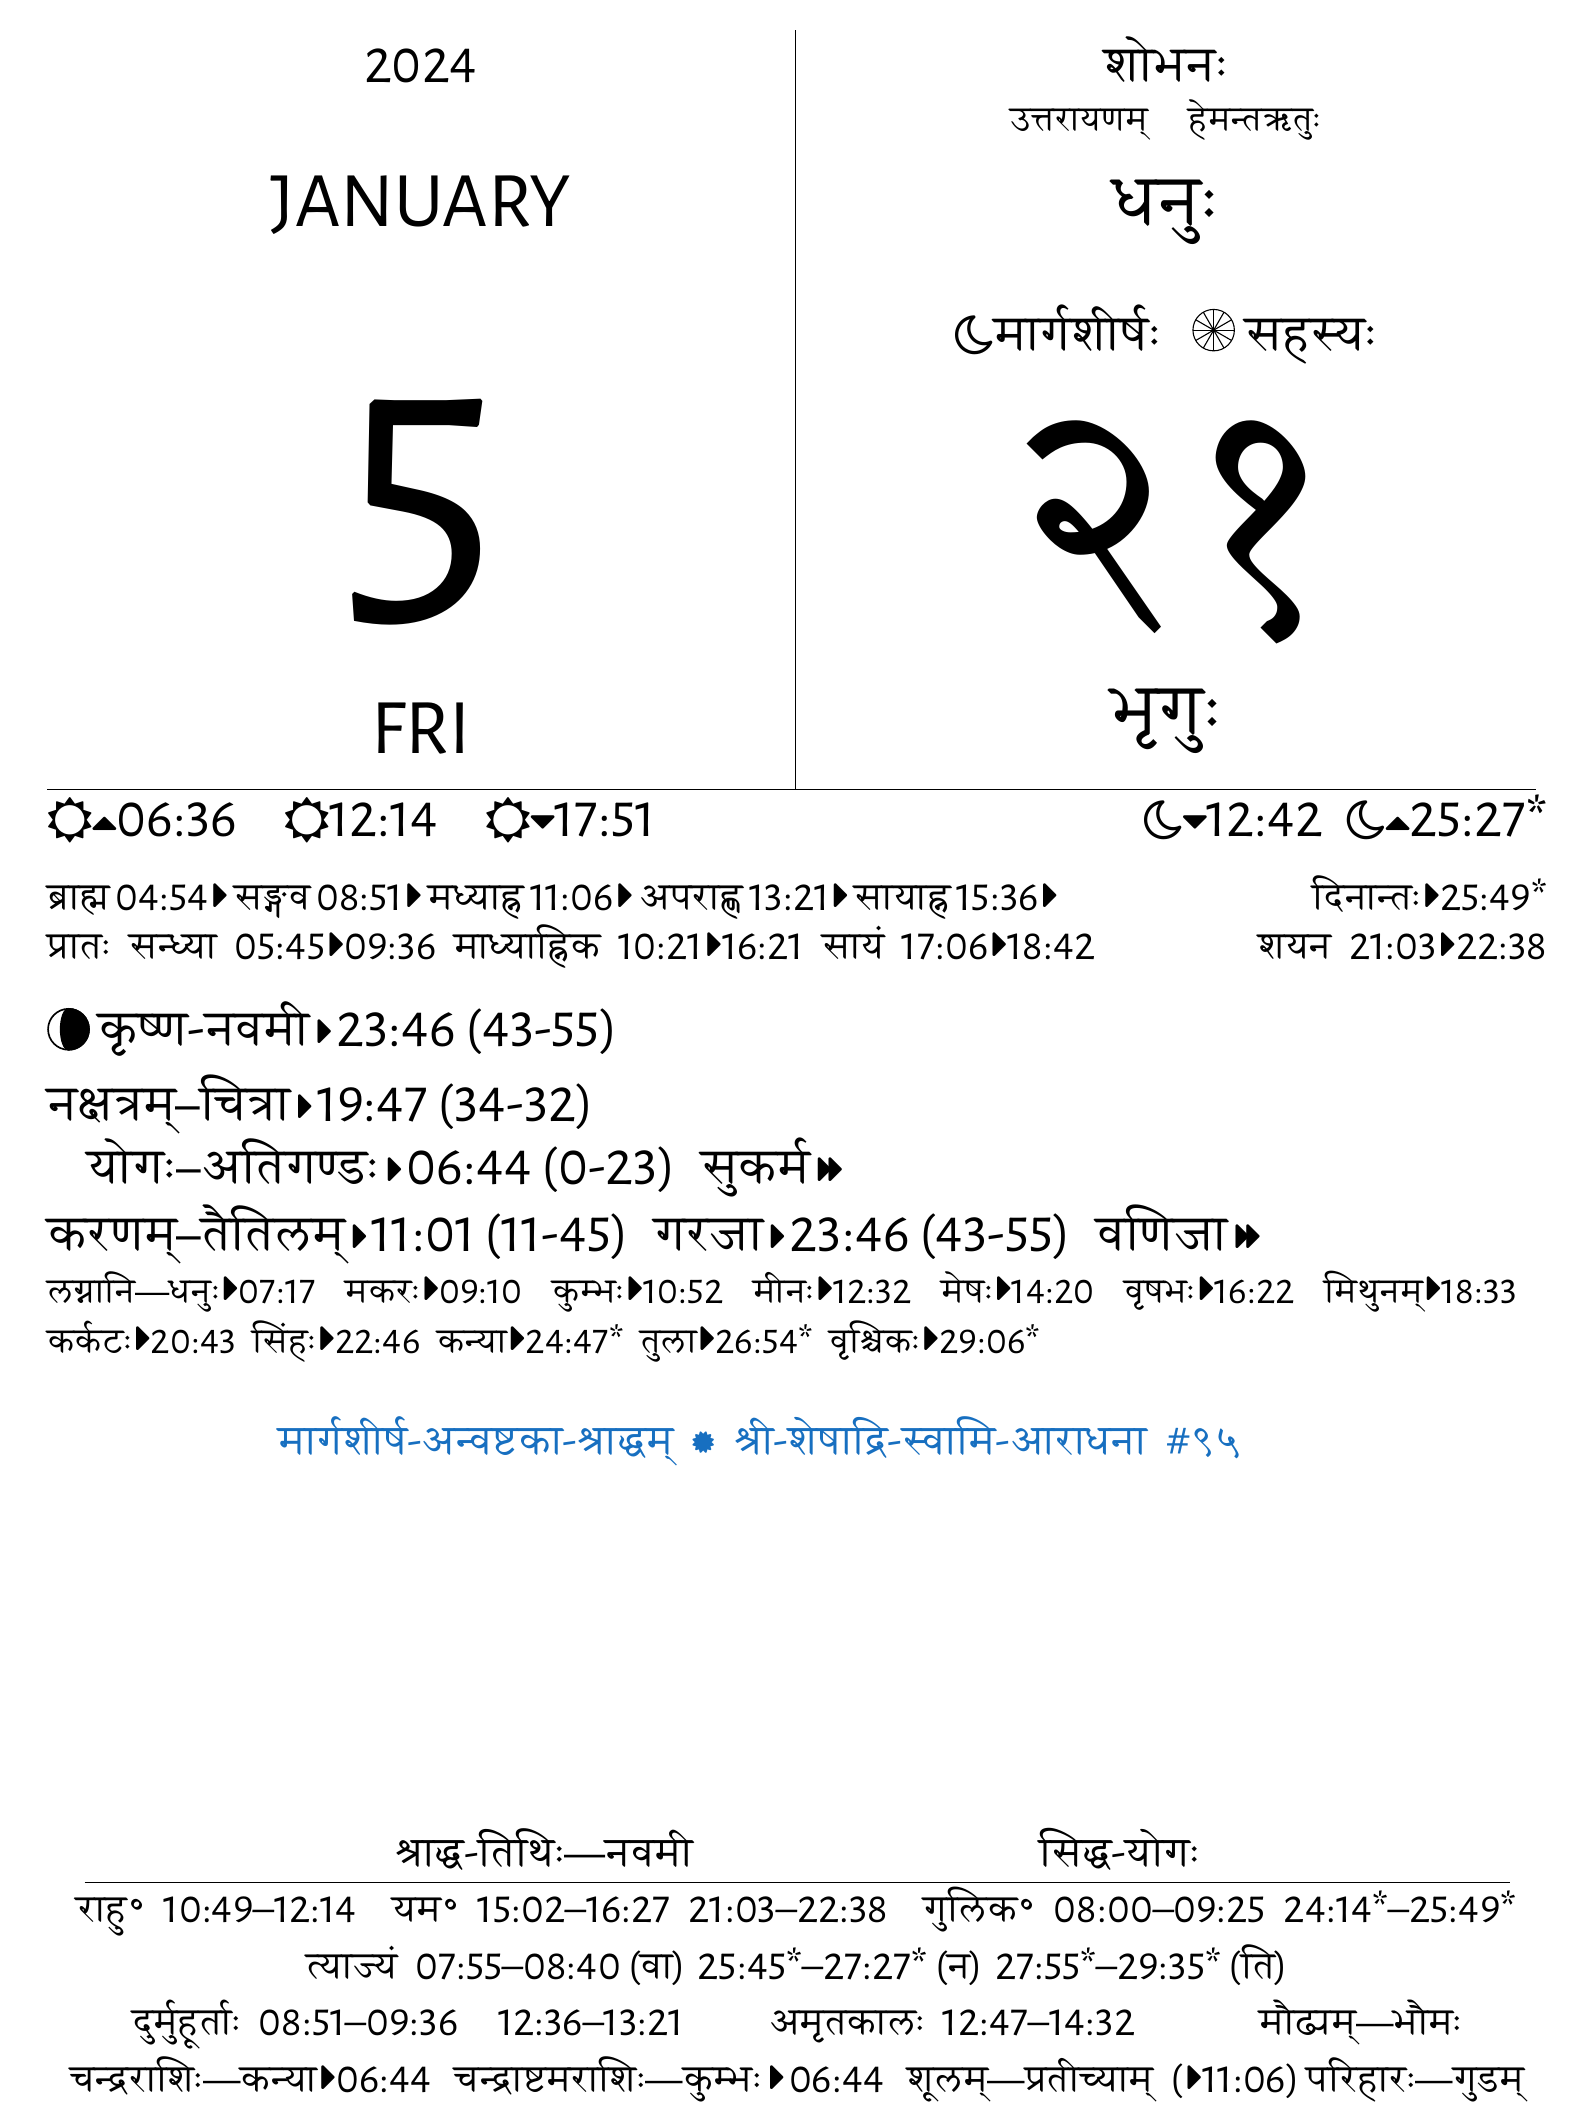 2024
JANUARY
5
FRI
शोभनः
उत्तरायणम् हेमन्तऋतुः
धनुः
मार्गशीर्षः सहस्यः
२१
भृगुः
06:36 12:14 17:51 12:42 25:27*
ब्राह्म 04:54 सङ्गव 08:51 मध्याह्न 11:06 अपराह्ण 13:21 सायाह्न 15:36 दिनान्तः 25:49*
प्रातः सन्ध्या 05:45 09:36 माध्याह्निक 10:21 16:21 सायं 17:06 18:42 शयन 21:03 22:38
कृष्ण-नवमी 23:46 (43-55)
नक्षत्रम्–चित्रा 19:47 (34-32)
योगः–अतिगण्डः 06:44 (0-23) सुकर्म
करणम्–तैतिलम् 11:01 (11-45) गरजा 23:46 (43-55) वणिजा
लग्नानि—धनुः 07:17 मकरः 09:10 कुम्भः 10:52 मीनः 12:32 मेषः 14:20 वृषभः 16:22 मिथुनम् 18:33
कर्कटः 20:43 सिंहः 22:46 कन्या 24:47* तुला 26:54* वृश्चिकः 29:06*
मार्गशीर्ष-अन्वष्टका-श्राद्धम् ✹ श्री-शेषाद्रि-स्वामि-आराधना #९५
श्राद्ध-तिथिः—नवमी सिद्ध-योगः
राहु॰ 10:49–12:14 यम॰ 15:02–16:27 21:03–22:38 गुलिक॰ 08:00–09:25 24:14*–25:49*
त्याज्यं 07:55–08:40 (वा) 25:45*–27:27* (न) 27:55*–29:35* (ति)
दुर्मुहूर्ताः 08:51–09:36 12:36–13:21 अमृतकालः 12:47–14:32 मौढ्यम्—भौमः
चन्द्रराशिः—कन्या 06:44 चन्द्राष्टमराशिः—कुम्भः 06:44 शूलम्—प्रतीच्याम् (11:06) परिहारः—गुडम्